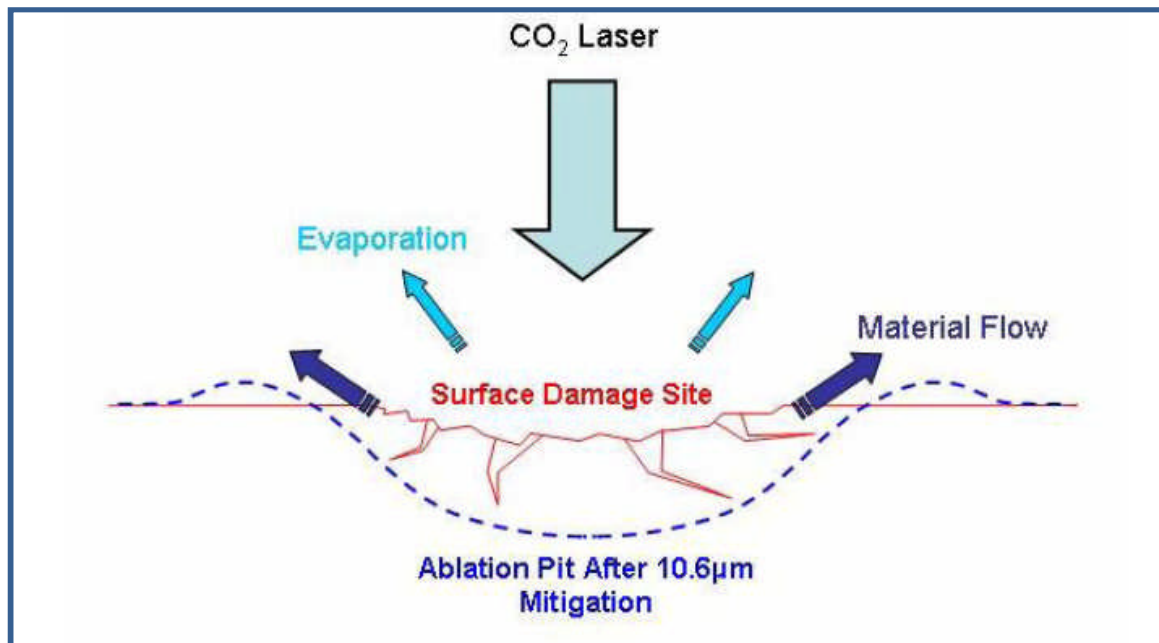 CO₂ Laser
Evaporation
Material Flow
Surface Damage Site
Ablation Pit After 10.6µm
Mitigation